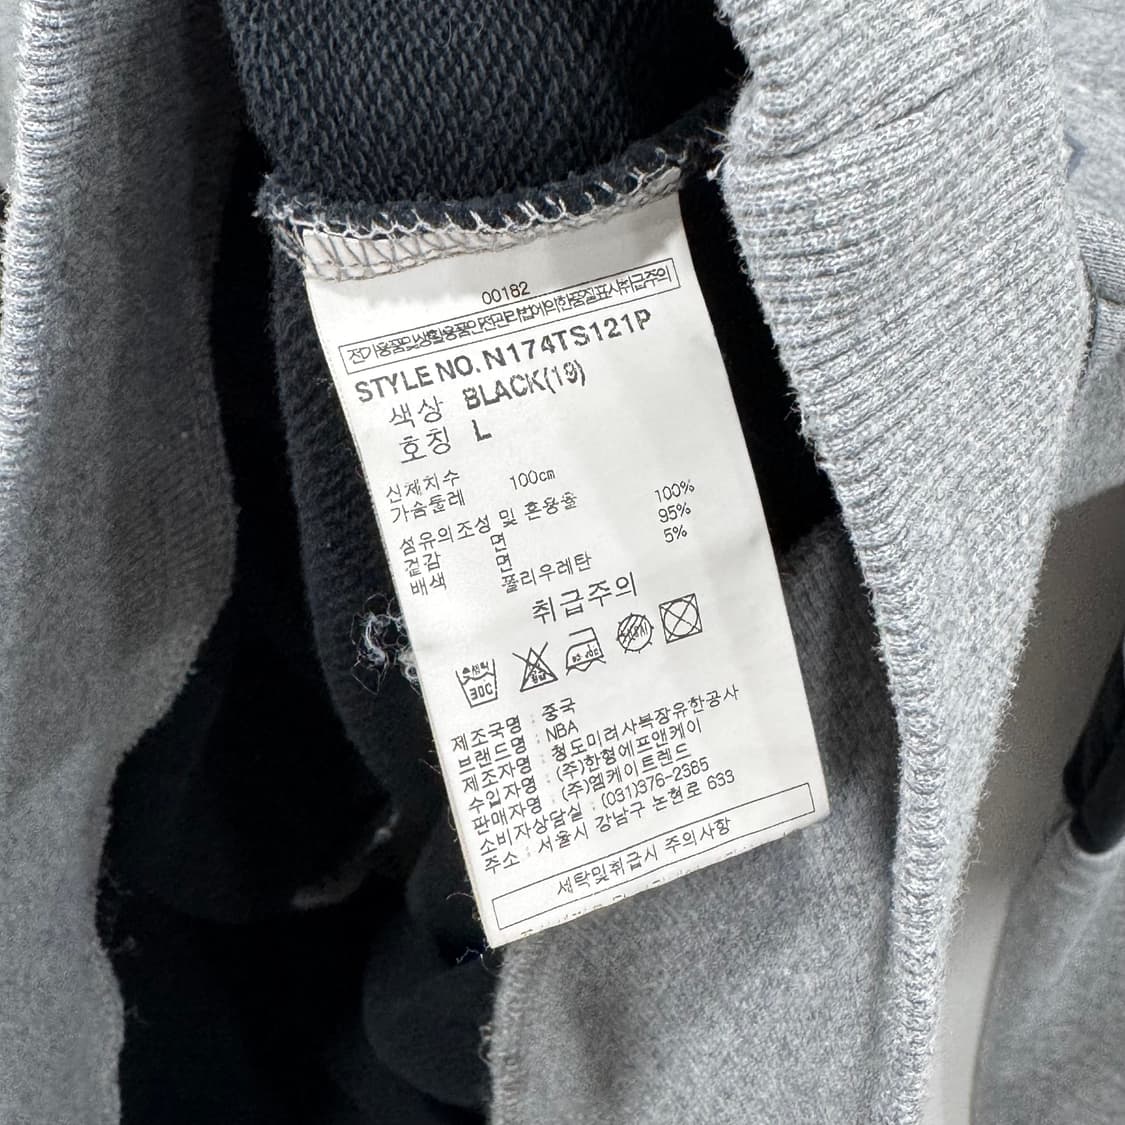 00182
전기용품및생활용품안전관리법에의한품질표시취급주의
STYLE NO. N174TS121P
색상 BLACK(19)
호칭 L
신체치수
가슴둘레 100cm
섬유의조성 및 혼용율
겉감 면 100%
배색 면 95%
폴리우레탄 5%
취급주의
30C
제조국명 : 중국
브랜드명 : NBA
제조자명 : 청도미려사복장유한공사
수입자명 : (주)한형에프앤케이
판매자명 : (주)엠케이트렌드
소비자상담실 : (031)376-2385
주소 : 서울시 강남구 논현로 633
세탁및취급시 주의사항